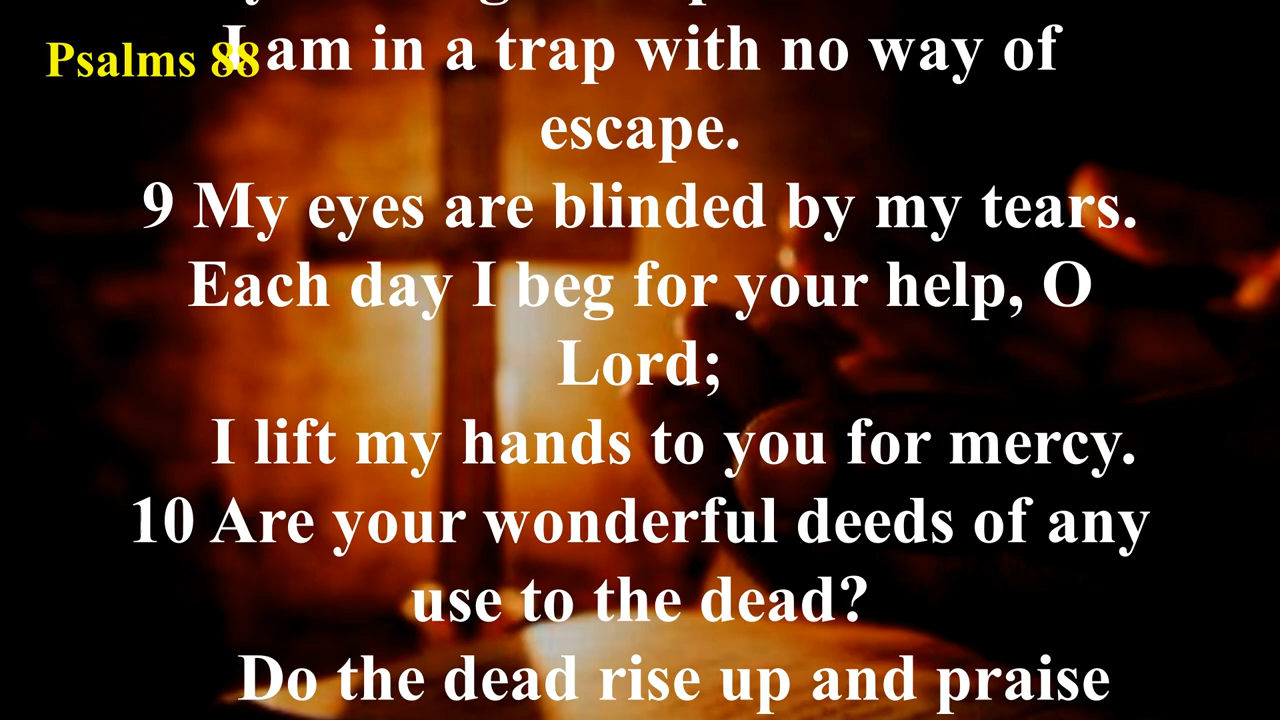 Psalms 88
I am in a trap with no way of
escape.
9 My eyes are blinded by my tears.
Each day I beg for your help, O
Lord;
I lift my hands to you for mercy.
10 Are your wonderful deeds of any
use to the dead?
Do the dead rise up and praise